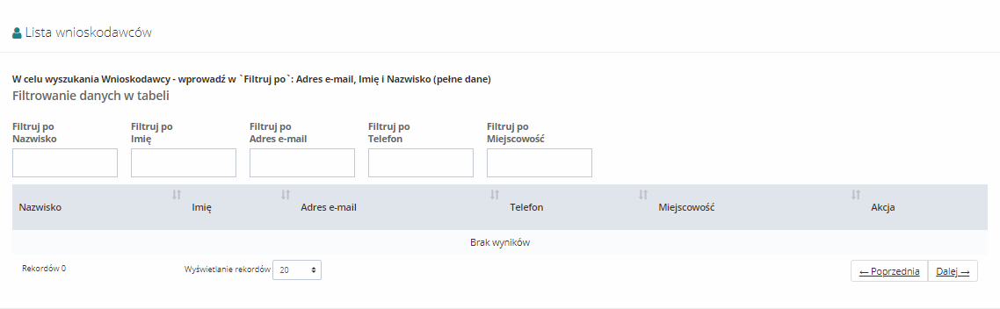 Lista wnioskodawców
W celu wyszukania Wnioskodawcy - wprowadź w `Filtruj po`: Adres e-mail, Imię i Nazwisko (pełne dane)
Filtrowanie danych w tabeli
Filtruj po Nazwisko
Filtruj po Imię
Filtruj po Adres e-mail
Filtruj po Telefon
Filtruj po Miejscowość
Nazwisko Imię Adres e-mail Telefon Miejscowość Akcja
Brak wyników
Rekordów 0 Wyświetlanie rekordów 20 ← Poprzednia Dalej →